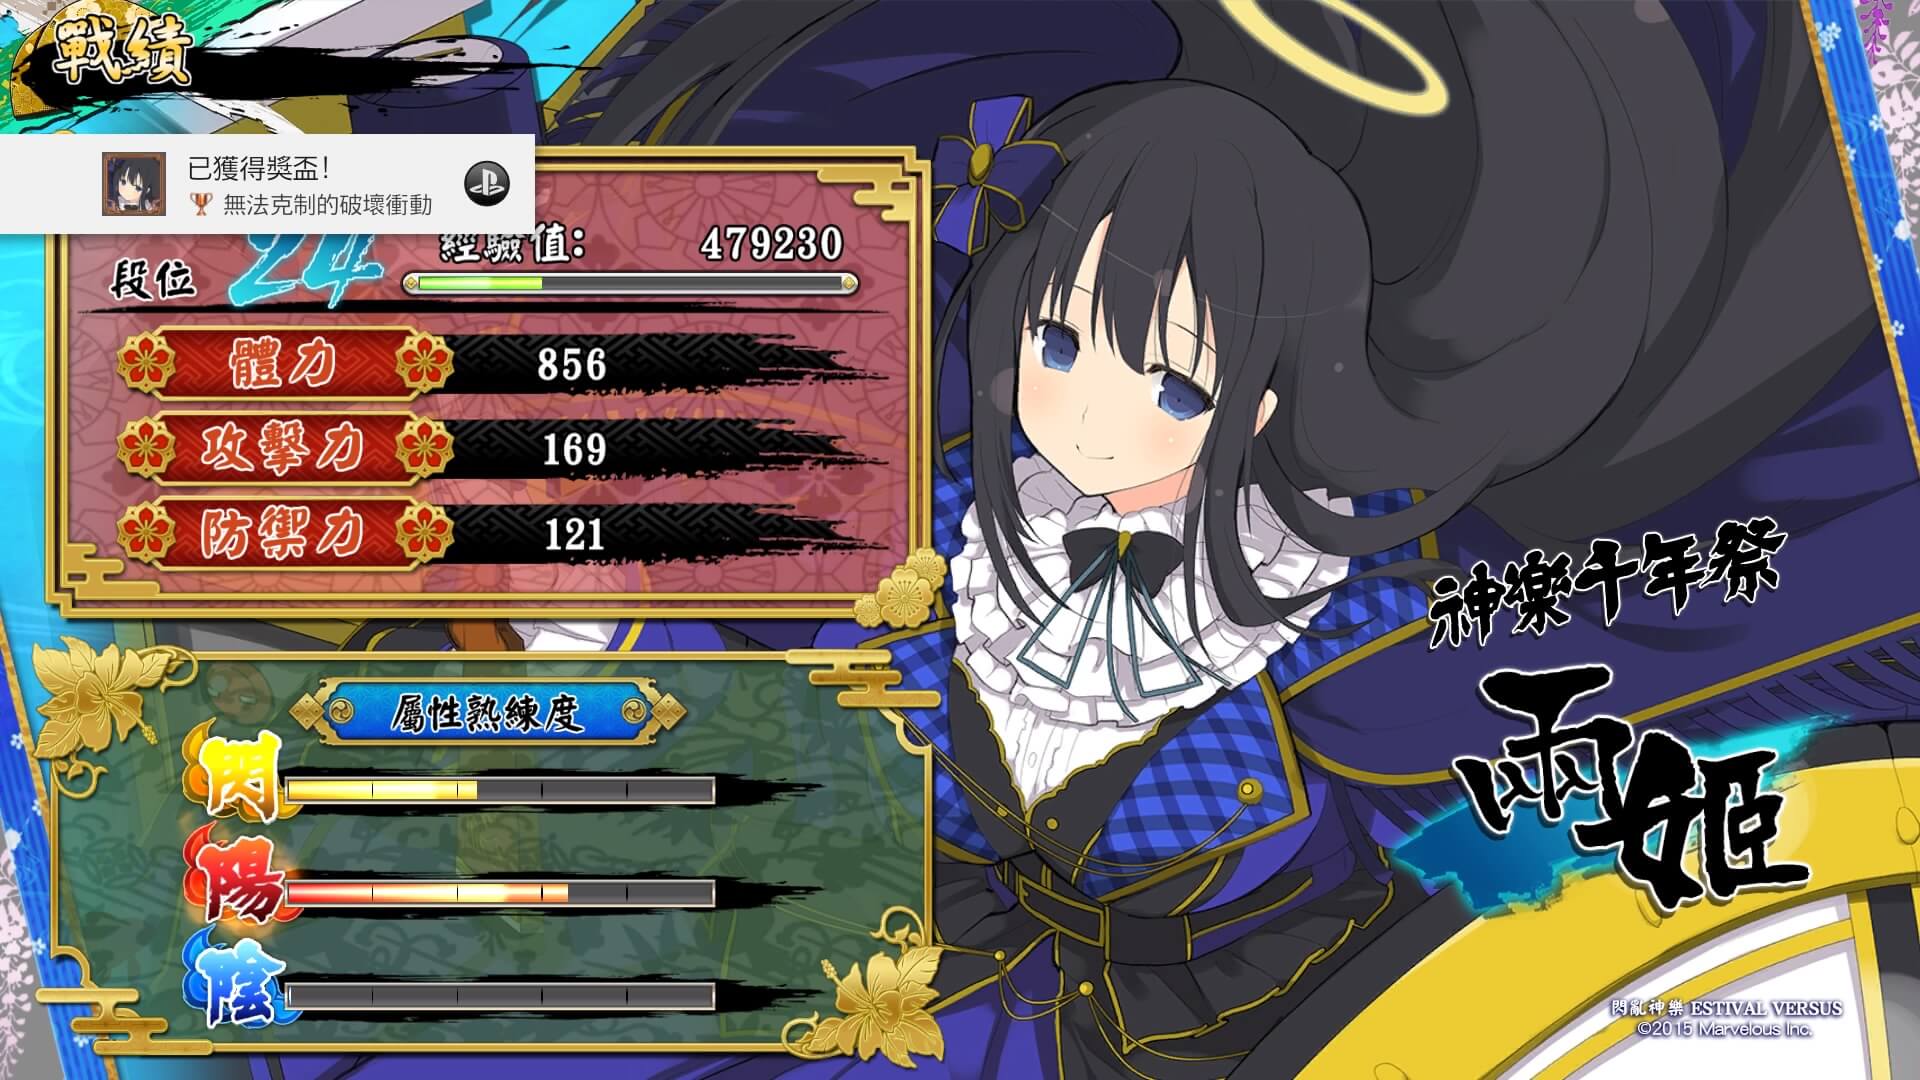 戰績
已獲得獎盃!
無法克制的破壞衝動
段位 24 經驗值: 479230
體力 856
攻擊力 169
防禦力 121
神樂千年祭
雨姬
屬性熟練度
閃
陽
陰
閃亂神樂 ESTIVAL VERSUS
©2015 Marvelous Inc.